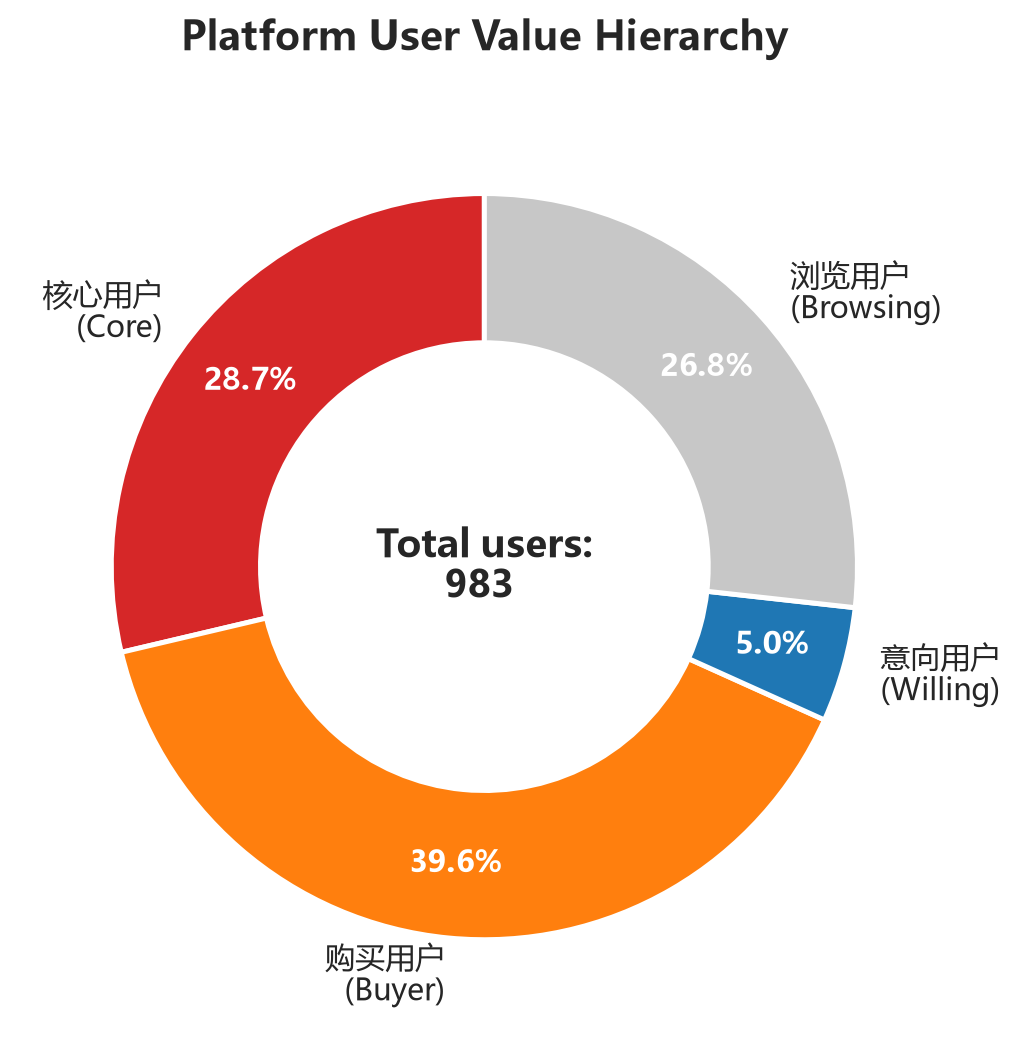 Platform User Value Hierarchy
浏览用户
(Browsing)
核心用户
(Core)
26.8%
28.7%
Total users:
983
5.0%
意向用户
(Willing)
39.6%
购买用户
(Buyer)